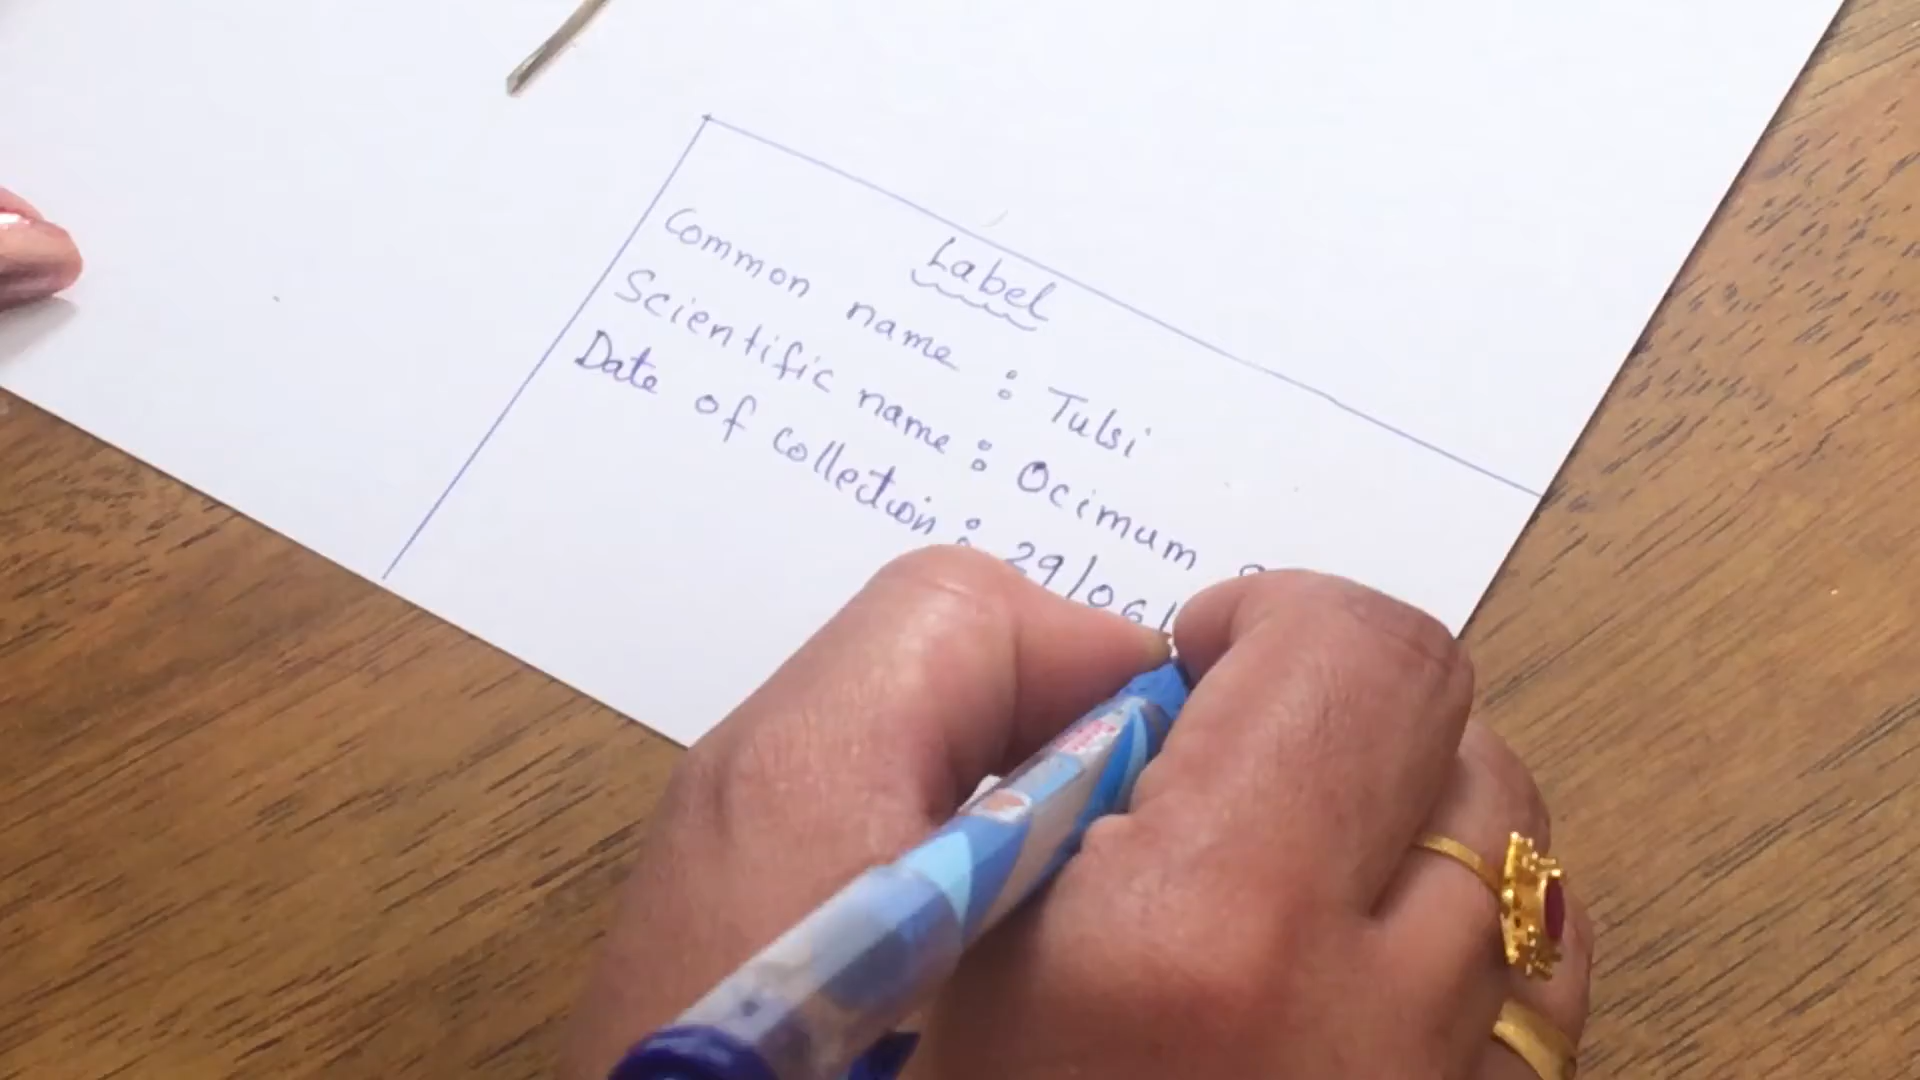 Label
Common name : Tulsi
Scientific name : Ocimum
Date of collection : 29/06/